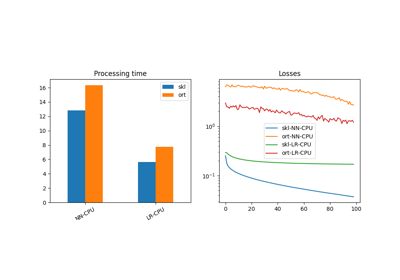 Processing time
skl
ort
16
14
12
10
8
6
4
2
0
NN-CPU
LR-CPU
Losses
10⁰
10⁻¹
skl-NN-CPU
ort-NN-CPU
skl-LR-CPU
ort-LR-CPU
0
20
40
60
80
100